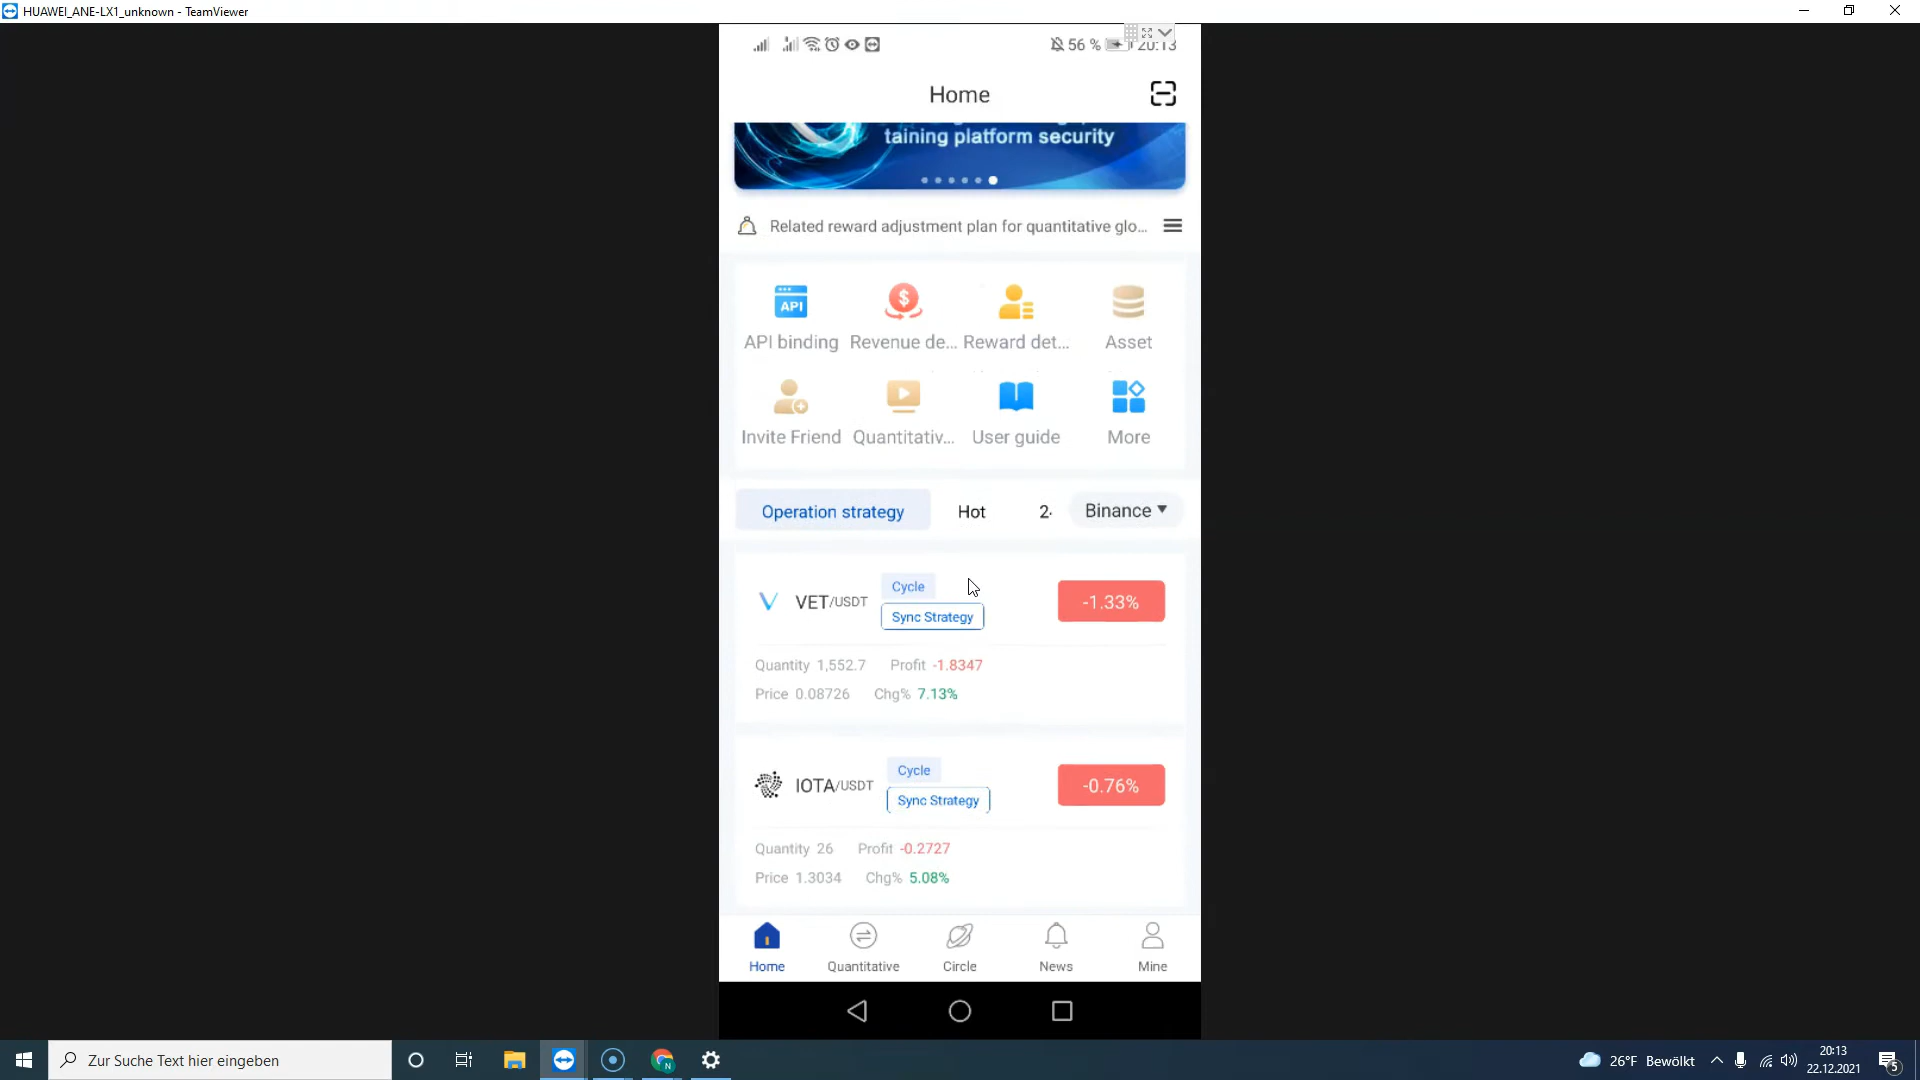 HUAWEI_ANE-LX1_unknown - TeamViewer
56 %
20:13
Home
taining platform security
Related reward adjustment plan for quantitative glo...
API
API binding
Revenue de...
Reward det...
Asset
Invite Friend
Quantitativ...
User guide
More
Operation strategy
Hot
2
Binance
VET/USDT
Cycle
Sync Strategy
-1.33%
Quantity 1,552.7
Profit -1.8347
Price 0.08726
Chg% 7.13%
IOTA/USDT
Cycle
Sync Strategy
-0.76%
Quantity 26
Profit -0.2727
Price 1.3034
Chg% 5.08%
Home
Quantitative
Circle
News
Mine
Zur Suche Text hier eingeben
N
26°F Bewölkt
20:13
22.12.2021
5